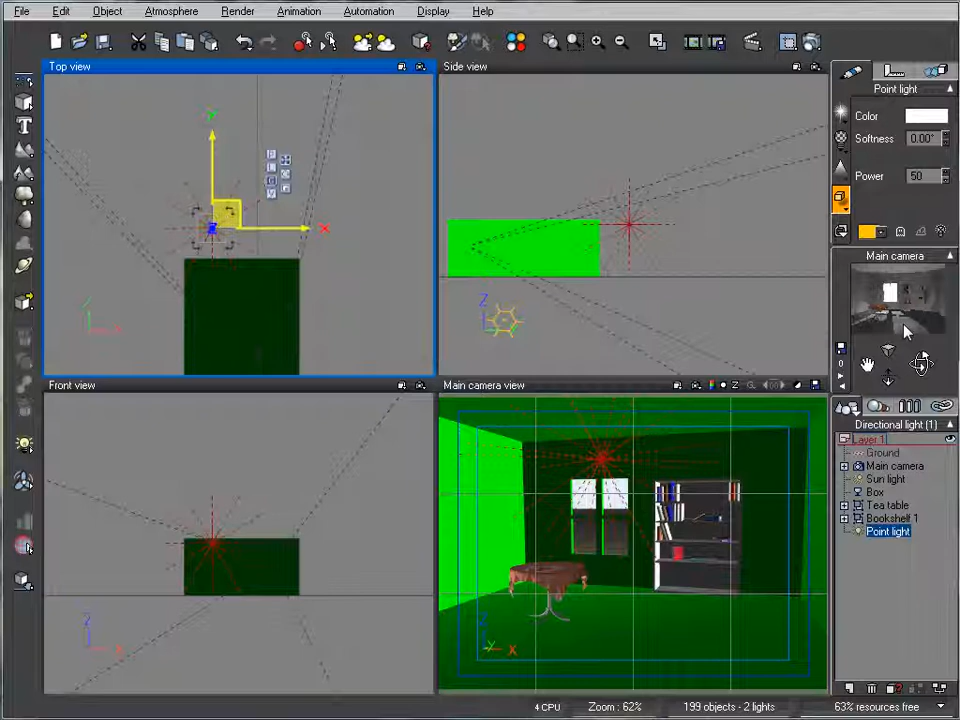 File Edit Object Atmosphere Render Animation Automation Display Help
Top view
Side view
Point light
Color
Softness 0.00°
Power 50
Y
X
P
L
G
V
C
G
Z
Main camera
0
Front view
Main camera view
Z
G.
Directional light (1)
Layer 1
Ground
Main camera
Sun light
Box
Tea table
Bookshelf 1
Point light
Z
X
Z
Y
X
4 CPU Zoom : 62% 199 objects - 2 lights 63% resources free